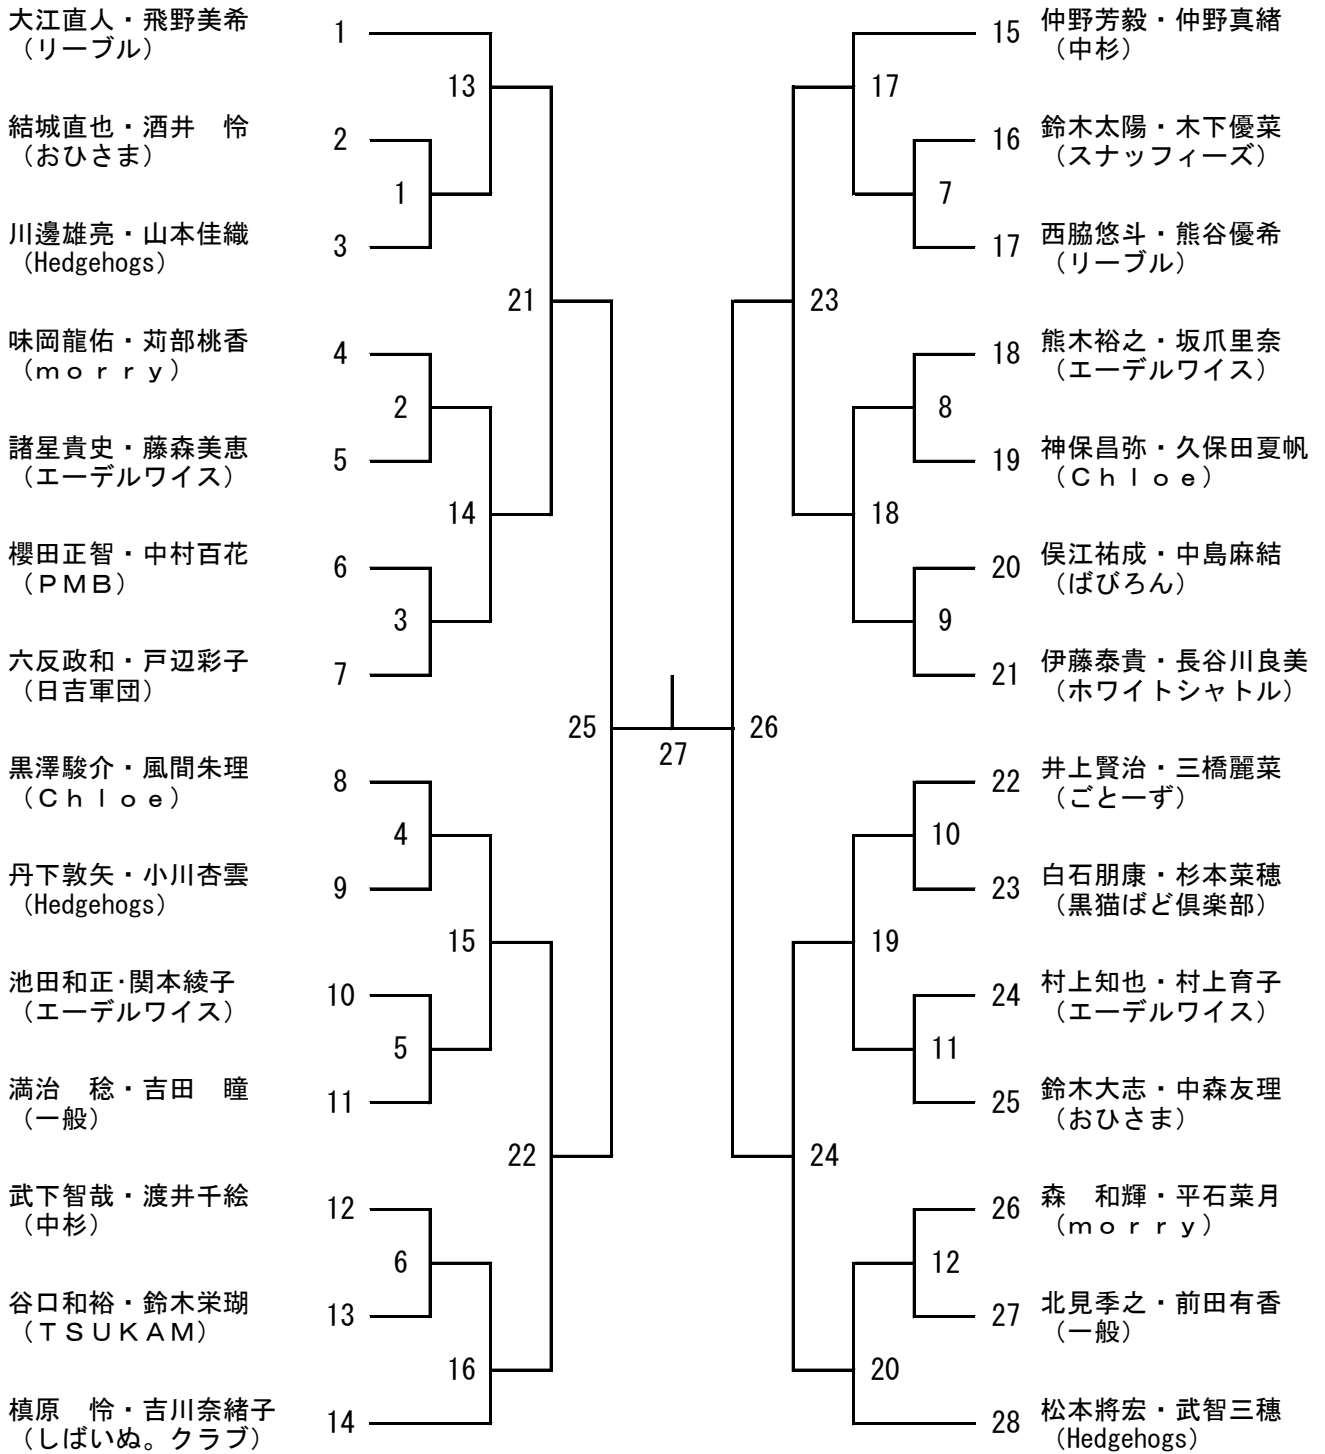 大江直人・飛野美希 1
（リーブル）
13
結城直也・酒井　怜 2
（おひさま）
1
川邊雄亮・山本佳織 3
（Hedgehogs）
21
味岡龍佑・苅部桃香 4
（ｍｏｒｒｙ）
2
諸星貴史・藤森美恵 5
（エーデルワイス）
14
櫻田正智・中村百花 6
（ＰＭＢ）
3
六反政和・戸辺彩子 7
（日吉軍団）
25
黒澤駿介・風間朱理 8
（Ｃｈｌｏｅ）
4
丹下敦矢・小川杏雲 9
（Hedgehogs）
15
池田和正･関本綾子 10
（エーデルワイス）
5
満治　稔・吉田　瞳 11
（一般）
22
武下智哉・渡井千絵 12
（中杉）
6
谷口和裕・鈴木栄瑚 13
（ＴＳＵＫＡＭ）
16
槙原　怜・吉川奈緒子 14
（しばいぬ。クラブ）
27
15 仲野芳毅・仲野真緒
（中杉）
17
16 鈴木太陽・木下優菜
（スナッフィーズ）
7
17 西脇悠斗・熊谷優希
（リーブル）
23
18 熊木裕之・坂爪里奈
（エーデルワイス）
8
19 神保昌弥・久保田夏帆
（Ｃｈｌｏｅ）
18
20 俣江祐成・中島麻結
（ばびろん）
9
21 伊藤泰貴・長谷川良美
（ホワイトシャトル）
26
22 井上賢治・三橋麗菜
（ごとーず）
10
23 白石朋康・杉本菜穂
（黒猫ばど倶楽部）
19
24 村上知也・村上育子
（エーデルワイス）
11
25 鈴木大志・中森友理
（おひさま）
24
26 森　和輝・平石菜月
（ｍｏｒｒｙ）
12
27 北見季之・前田有香
（一般）
20
28 松本將宏・武智三穂
（Hedgehogs）